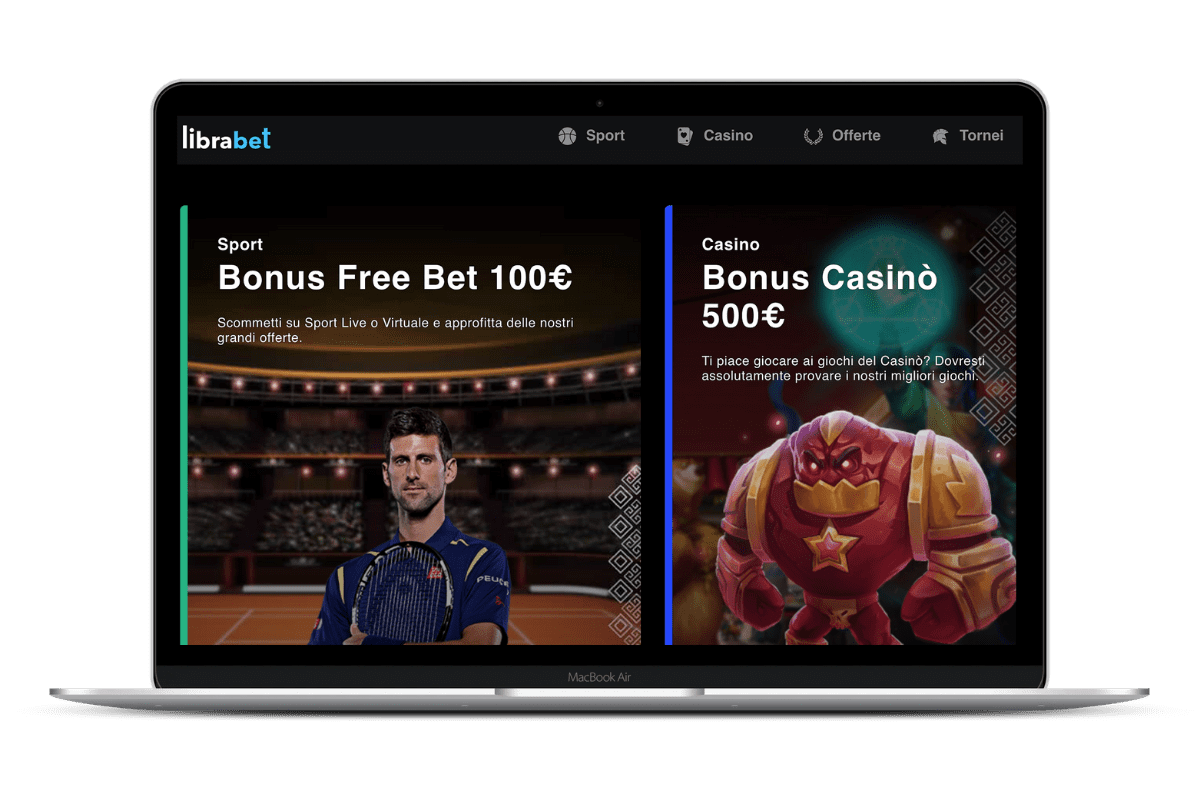 librabet
Sport
Casino
Offerte
Tornei
Sport
Bonus Free Bet 100€
Scommetti su Sport Live o Virtuale e approfitta delle nostri
grandi offerte.
Casino
Bonus Casinò
500€
Ti piace giocare ai giochi del Casinò? Dovresti
assolutamente provare i nostri migliori giochi.
MacBook Air